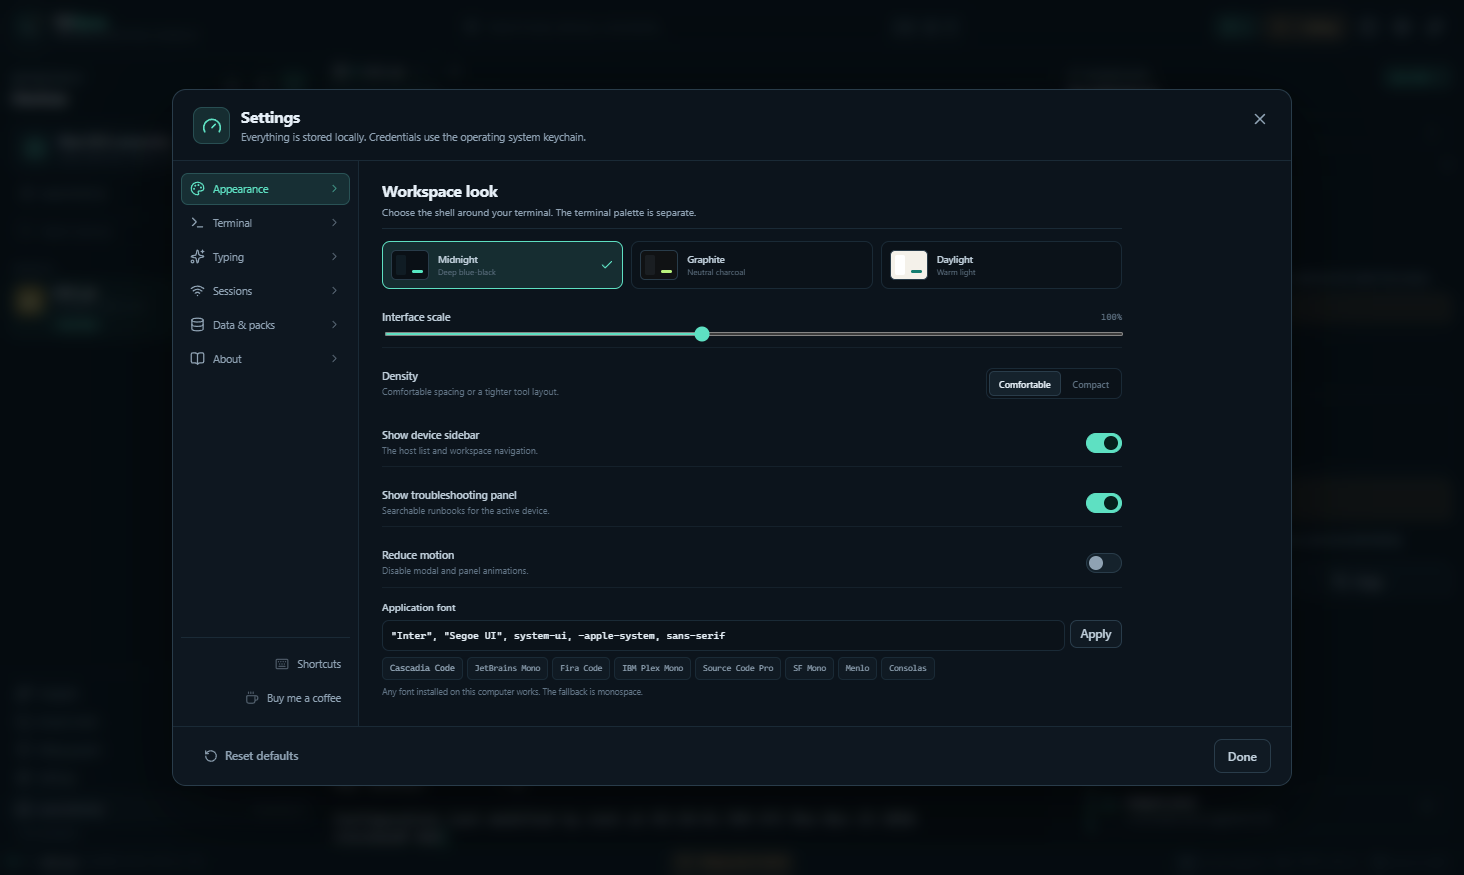 Settings
Everything is stored locally. Credentials use the operating system keychain.
Appearance
Terminal
Typing
Sessions
Data & packs
About
Shortcuts
Buy me a coffee
Workspace look
Choose the shell around your terminal. The terminal palette is separate.
Midnight
Deep blue-black
Graphite
Neutral charcoal
Daylight
Warm light
Interface scale
100%
Density
Comfortable spacing or a tighter tool layout.
Comfortable
Compact
Show device sidebar
The host list and workspace navigation.
Show troubleshooting panel
Searchable runbooks for the active device.
Reduce motion
Disable modal and panel animations.
Application font
"Inter", "Segoe UI", system-ui, -apple-system, sans-serif
Apply
Cascadia Code
JetBrains Mono
Fira Code
IBM Plex Mono
Source Code Pro
SF Mono
Menlo
Consolas
Any font installed on this computer works. The fallback is monospace.
Reset defaults
Done